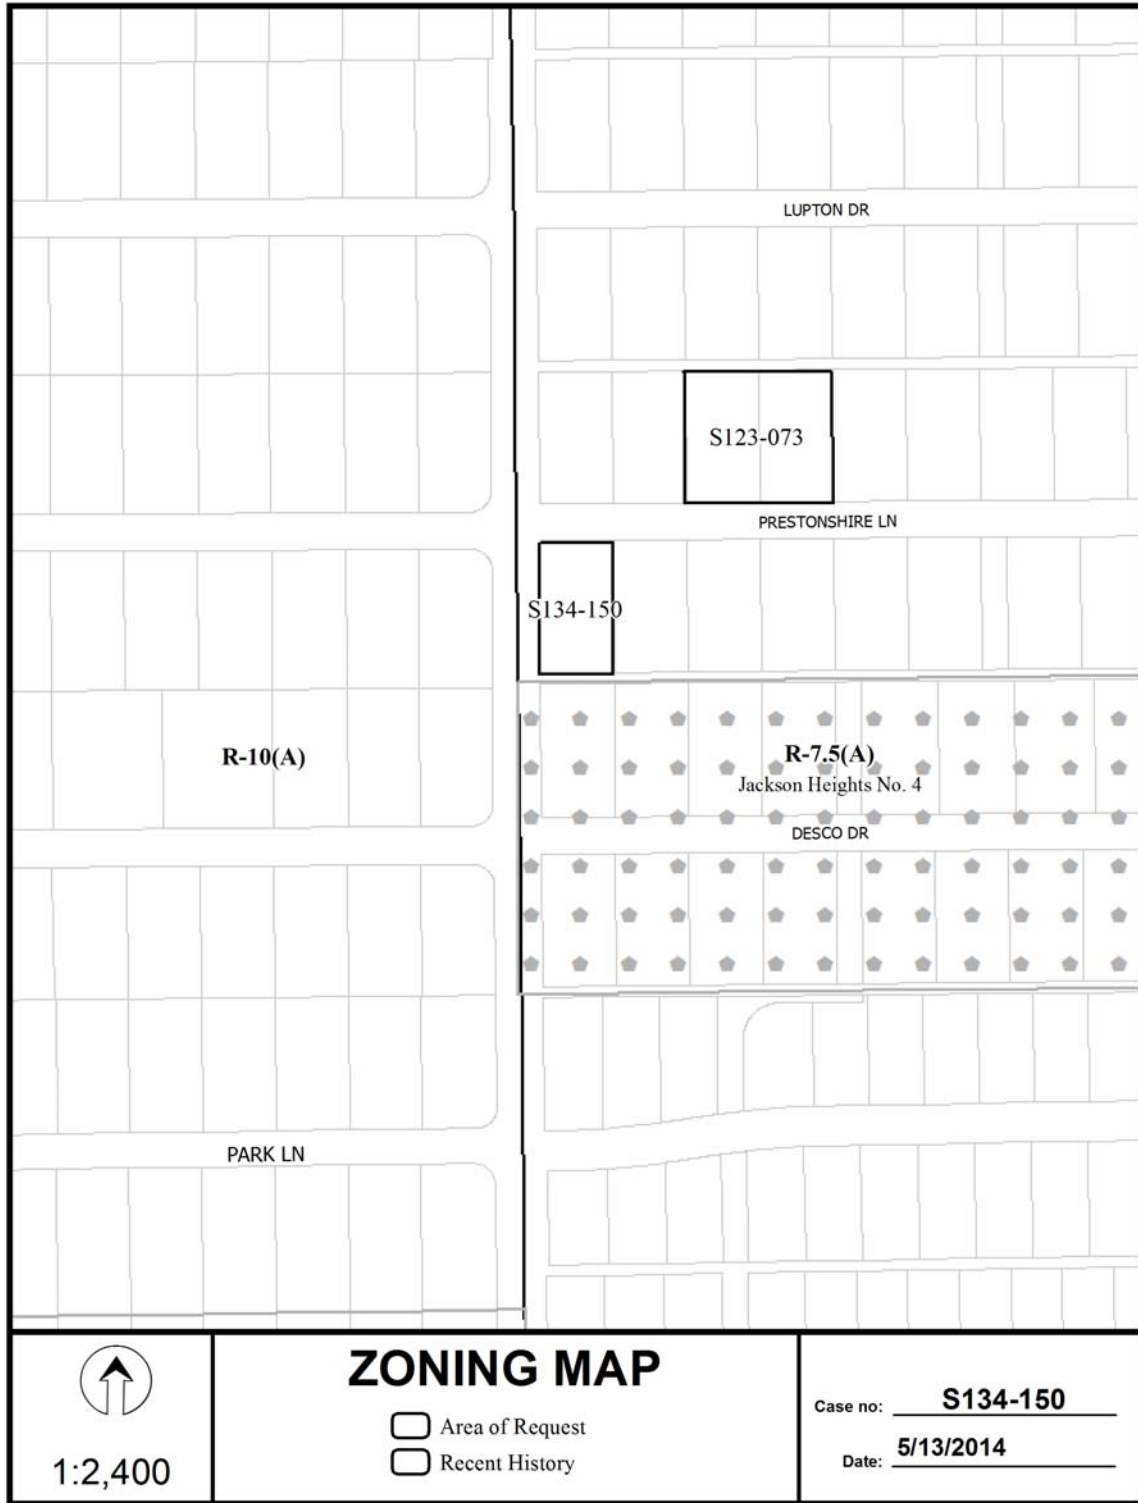 LUPTON DR
S123-073
PRESTONSHIRE LN
S134-150
R-10(A)
R-7.5(A)
Jackson Heights No. 4
DESCO DR
PARK LN
1:2,400
ZONING MAP
Area of Request
Recent History
Case no: S134-150
Date: 5/13/2014